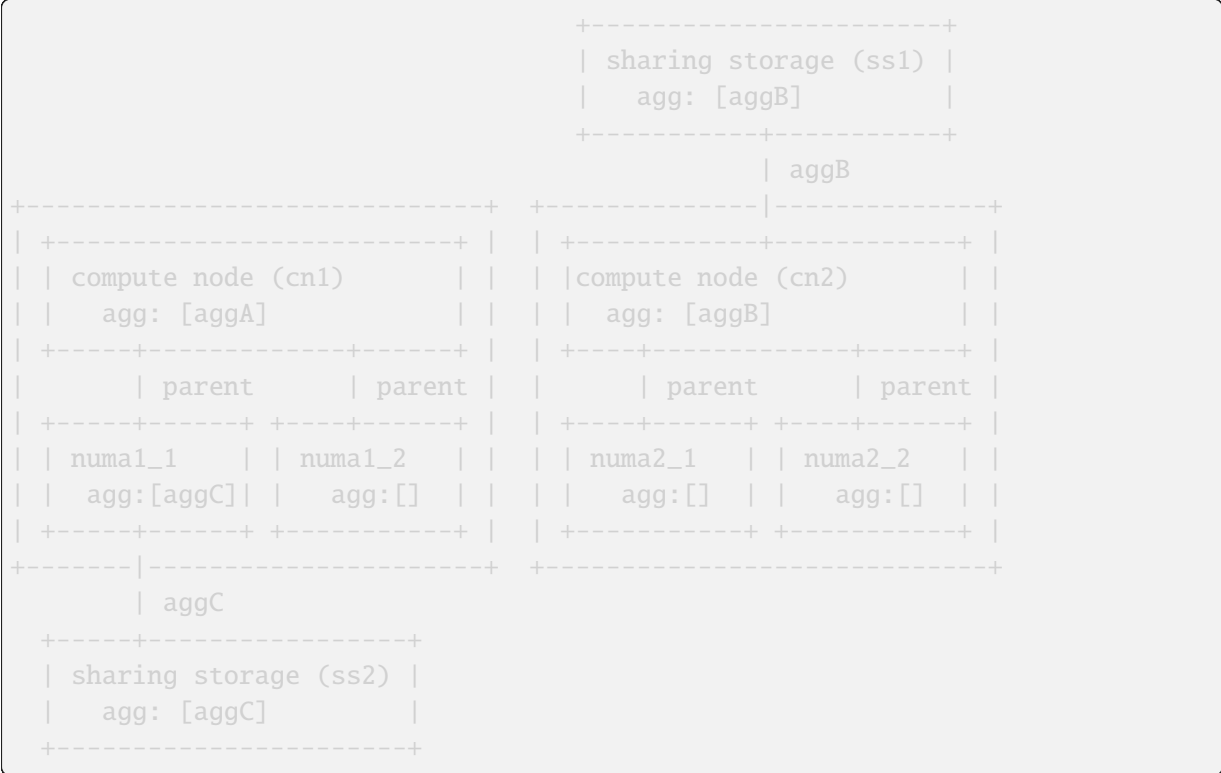 +-----------------------+
                                     | sharing storage (ss1) |
                                     |   agg: [aggB]         |
                                     +-----------+-----------+
                                                 | aggB
+------------------------------+  +--------------|--------------+
| +--------------------------+ |  | +------------+------------+ |
| | compute node (cn1)       | |  | |compute node (cn2)       | |
| |   agg: [aggA]            | |  | |  agg: [aggB]            | |
| +-----+-------------+------+ |  | +----+-------------+------+ |
|       | parent      | parent |  |      | parent      | parent |
| +-----+------+ +----+------+ |  | +----+------+ +----+------+ |
| | numa1_1    | | numa1_2   | |  | | numa2_1   | | numa2_2   | |
| |  agg:[aggC]| |   agg:[]  | |  | |   agg:[]  | |   agg:[]  | |
| +-----+------+ +-----------+ |  | +-----------+ +-----------+ |
+-------|----------------------+  +-----------------------------+
        | aggC
  +-----+-----------------+
  | sharing storage (ss2) |
  |   agg: [aggC]         |
  +-----------------------+